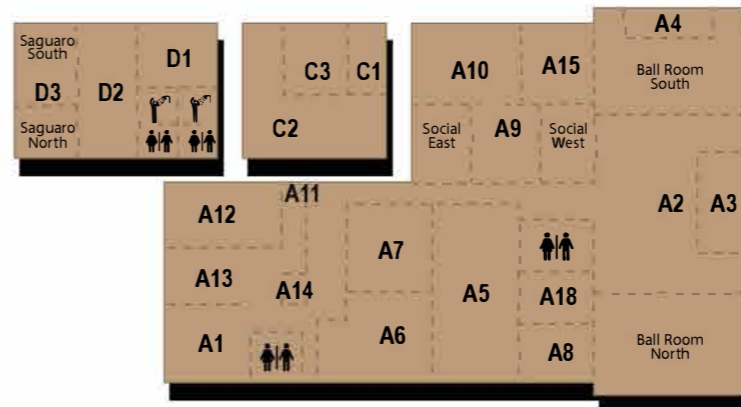 Saguaro
South
D3
Saguaro
North
D2
D1
C3
C1
C2
A10
A15
Social
East
A9
Social
West
A4
Ball Room
South
A2
A3
Ball Room
North
A11
A12
A13
A14
A1
A7
A6
A5
A18
A8